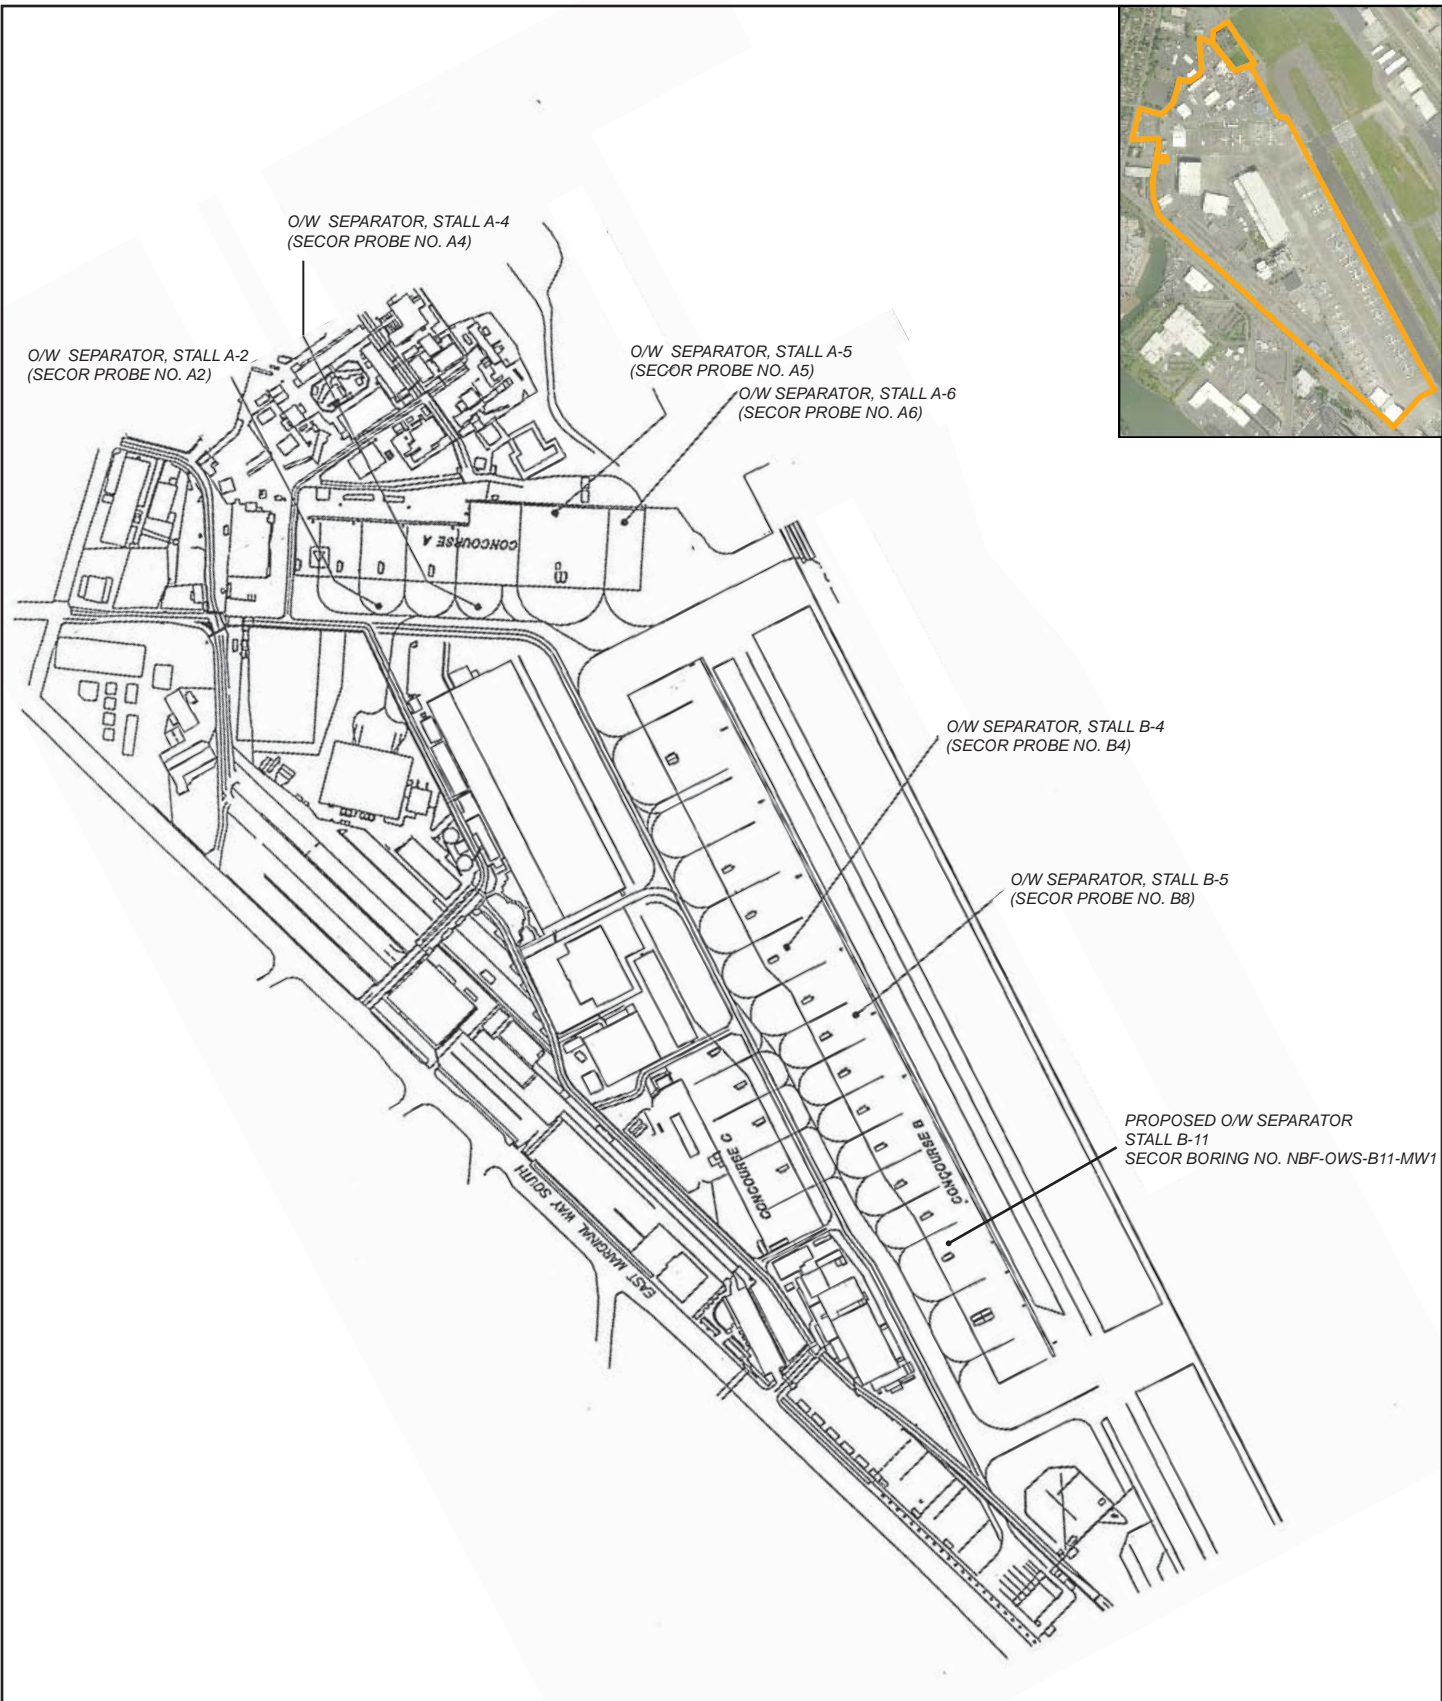 O/W SEPARATOR, STALL A-4
(SECOR PROBE NO. A4)
O/W SEPARATOR, STALL A-2
(SECOR PROBE NO. A2)
O/W SEPARATOR, STALL A-5
(SECOR PROBE NO. A5)
O/W SEPARATOR, STALL A-6
(SECOR PROBE NO. A6)
CONCOURSE A
O/W SEPARATOR, STALL B-4
(SECOR PROBE NO. B4)
O/W SEPARATOR, STALL B-5
(SECOR PROBE NO. B8)
PROPOSED O/W SEPARATOR
STALL B-11
SECOR BORING NO. NBF-OWS-B11-MW1
CONCOURSE B
CONCOURSE C
EAST MARGINAL WAY SOUTH